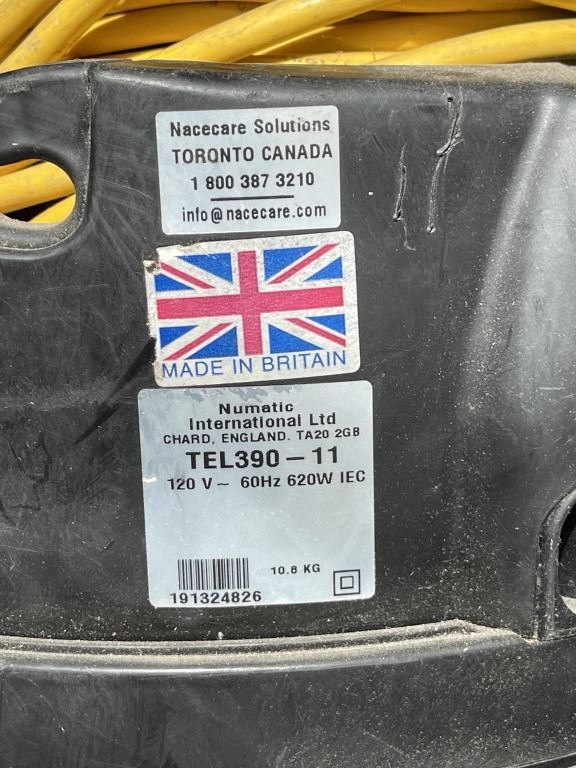 Nacecare Solutions
TORONTO CANADA
1 800 387 3210
info@nacecare.com
MADE IN BRITAIN
Numatic
International Ltd
CHARD, ENGLAND. TA20 2GB
TEL390-11
120 V~ 60Hz 620W IEC
10.8 KG
191324826